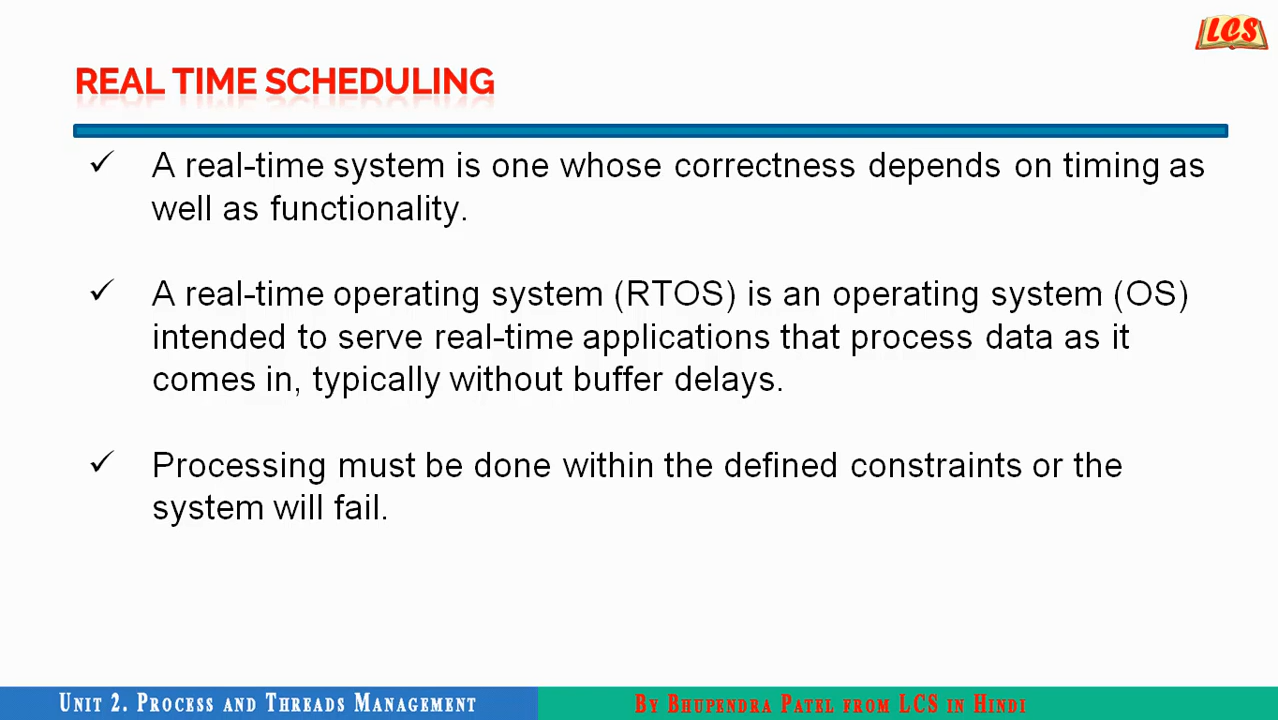 LCS
REAL TIME SCHEDULING
✓ A real-time system is one whose correctness depends on timing as
well as functionality.
✓ A real-time operating system (RTOS) is an operating system (OS)
intended to serve real-time applications that process data as it
comes in, typically without buffer delays.
✓ Processing must be done within the defined constraints or the
system will fail.
Unit 2. Process and Threads Management
By Bhupendra Patel from LCS in Hindi